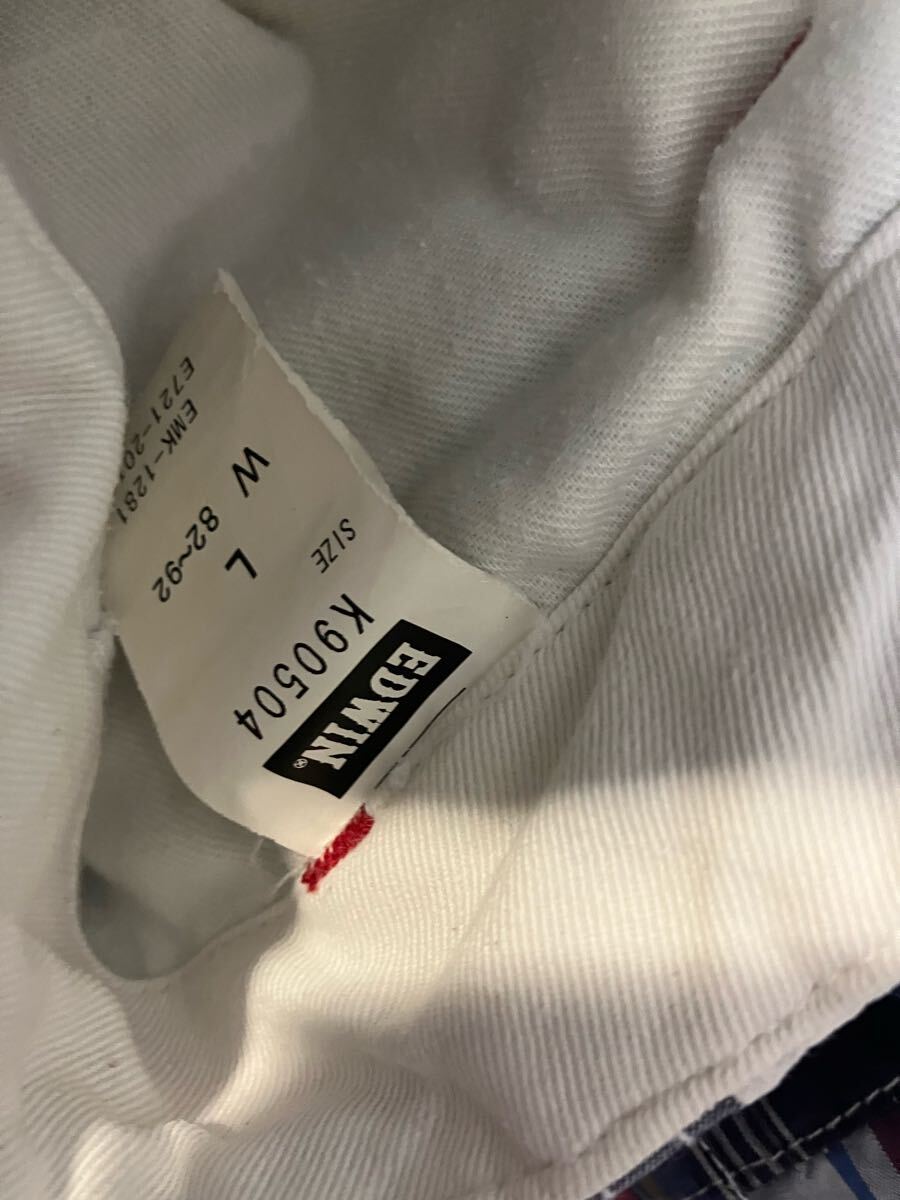 EDWIN®
K90504
SIZE
L
W 82~92
EMK-1281